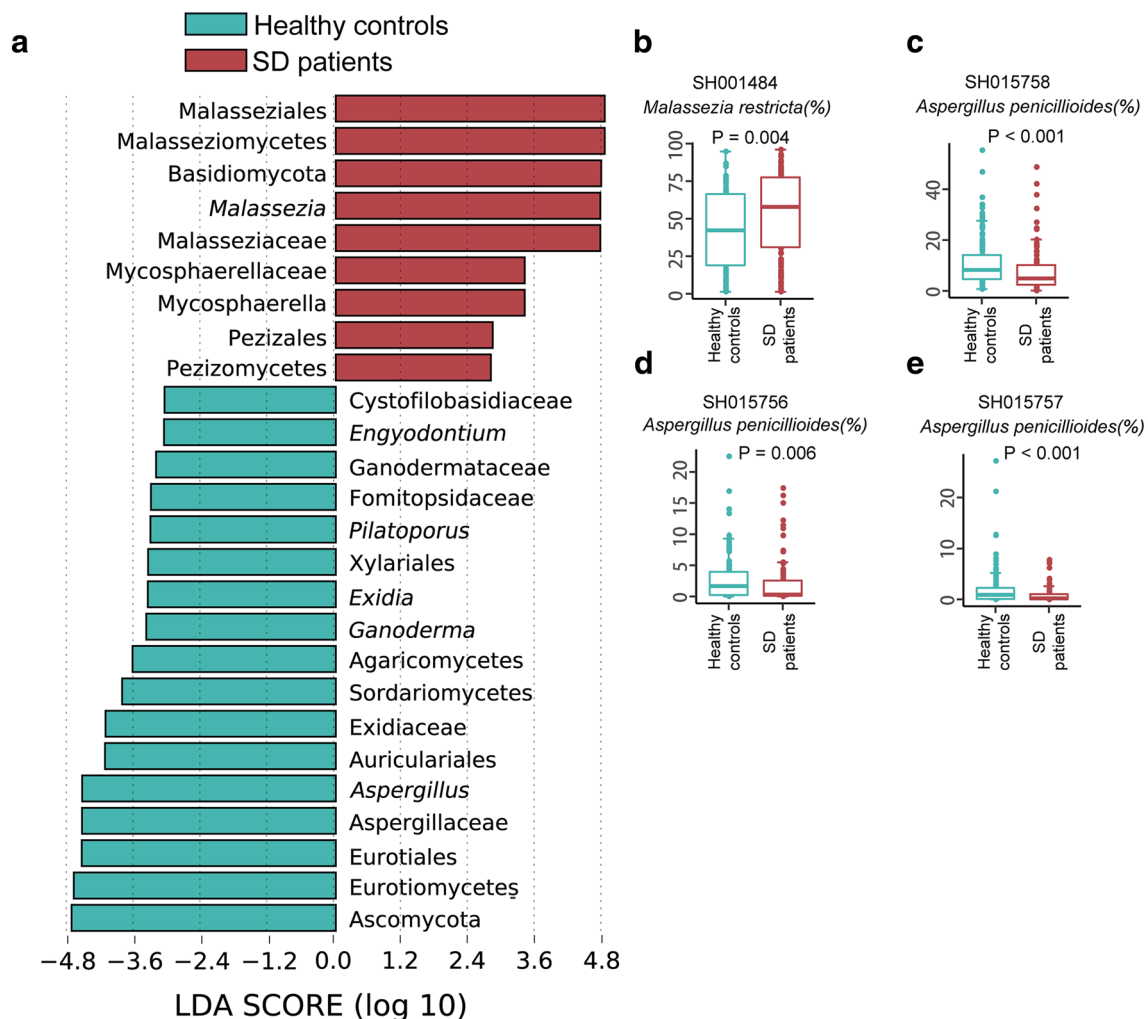 a
Healthy controls
SD patients
Malasseziales
Malasseziomycetes
Basidiomycota
Malassezia
Malasseziaceae
Mycosphaerellaceae
Mycosphaerella
Pezizales
Pezizomycetes
Cystofilobasidiaceae
Engyodontium
Ganodermataceae
Fomitopsidaceae
Pilatoporus
Xylariales
Exidia
Ganoderma
Agaricomycetes
Sordariomycetes
Exidiaceae
Auriculariales
Aspergillus
Aspergillaceae
Eurotiales
Eurotiomycetes
Ascomycota
−4.8 −3.6 −2.4 −1.2 0.0 1.2 2.4 3.6 4.8
LDA SCORE (log 10)
b
SH001484
Malassezia restricta(%)
P = 0.004
100
75
50
25
0
Healthy
controls
SD
patients
c
SH015758
Aspergillus penicillioides(%)
P < 0.001
40
20
0
Healthy
controls
SD
patients
d
SH015756
Aspergillus penicillioides(%)
P = 0.006
20
15
10
5
0
Healthy
controls
SD
patients
e
SH015757
Aspergillus penicillioides(%)
P < 0.001
20
10
0
Healthy
controls
SD
patients